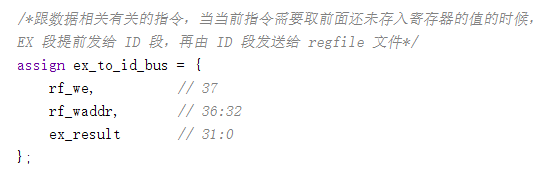 /*跟数据相关有关的指令，当当前指令需要取前面还未存入寄存器的值的时候，
EX 段提前发给 ID 段，再由 ID 段发送给 regfile 文件*/
assign ex_to_id_bus = {
    rf_we,          // 37
    rf_waddr,       // 36:32
    ex_result       // 31:0
};